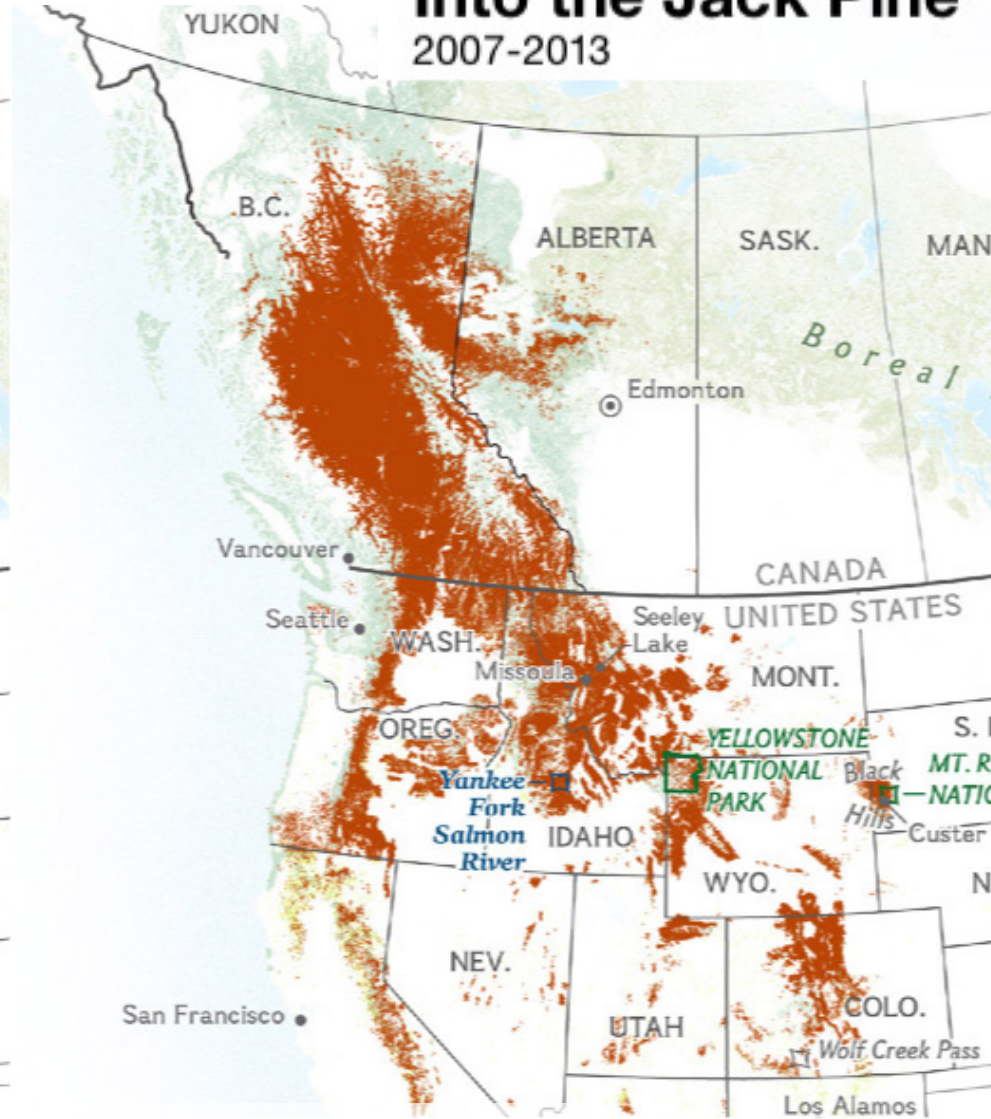 into the Jack Pine
2007-2013
YUKON
B.C.
ALBERTA
SASK.
MAN
Boreal
Edmonton
Vancouver
CANADA
UNITED STATES
Seattle
Seeley
Lake
WASH.
Missoula
MONT.
OREG.
YELLOWSTONE
NATIONAL
PARK
Yankee
Fork
Salmon
River
IDAHO
Black
Hills
S.
MT. R
NATIO
Custer
WYO.
N
NEV.
San Francisco
UTAH
COLO.
Wolf Creek Pass
Los Alamos